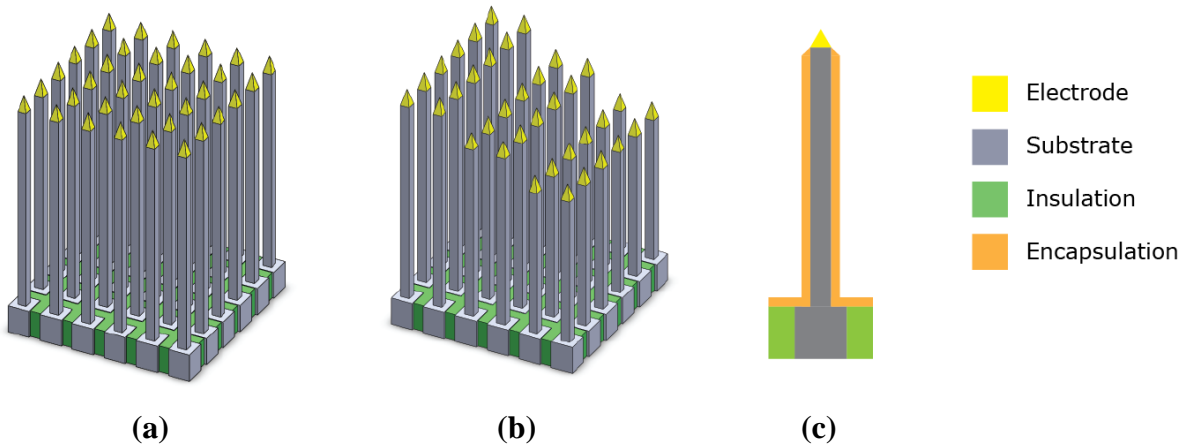 Electrode
Substrate
Insulation
Encapsulation
(a)
(b)
(c)